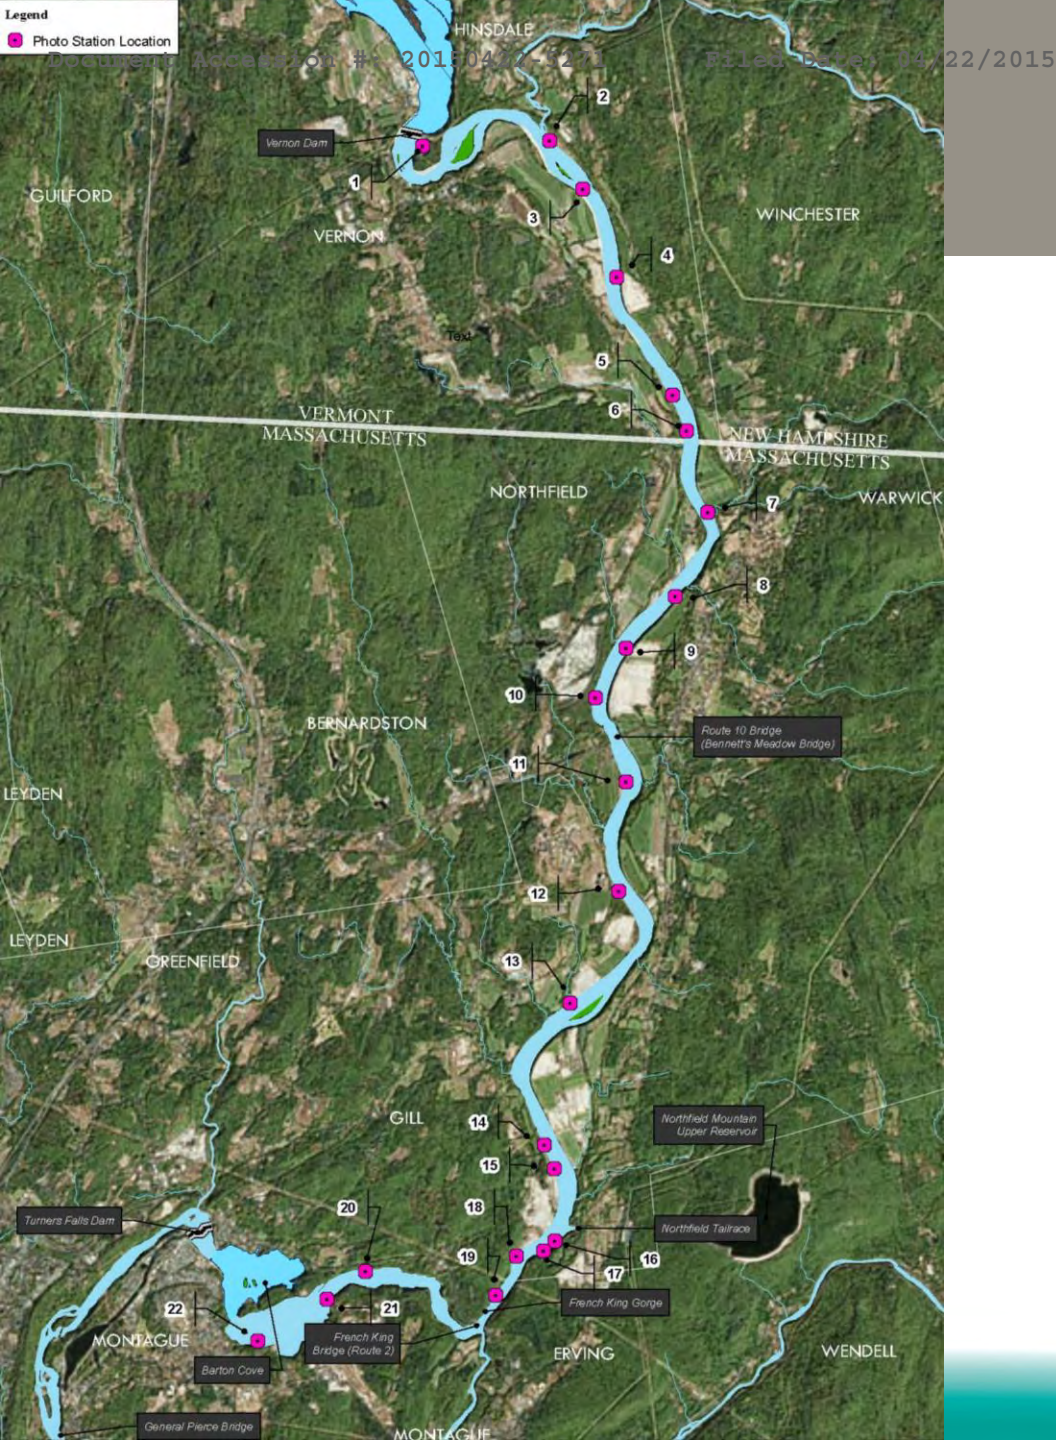 Legend
Photo Station Location
HINSDALE
Filed Date: 04/22/2015
2
Vernon Dam
1
GUILFORD
3
WINCHESTER
VERNON
4
Text
5
6
VERMONT
MASSACHUSETTS
NEW HAMPSHIRE
MASSACHUSETTS
NORTHFIELD
WARWICK
7
8
9
10
BERNARDSTON
Route 10 Bridge
(Bennett's Meadow Bridge)
11
LEYDEN
12
LEYDEN
GREENFIELD
13
GILL
14
Northfield Mountain
Upper Reservoir
15
20
18
Turners Falls Dam
Northfield Tailrace
19
16
17
22
21
French King Gorge
MONTAGUE
French King
Bridge (Route 2)
ERVING
WENDELL
Barton Cove
General Pierce Bridge
MONTAGUE